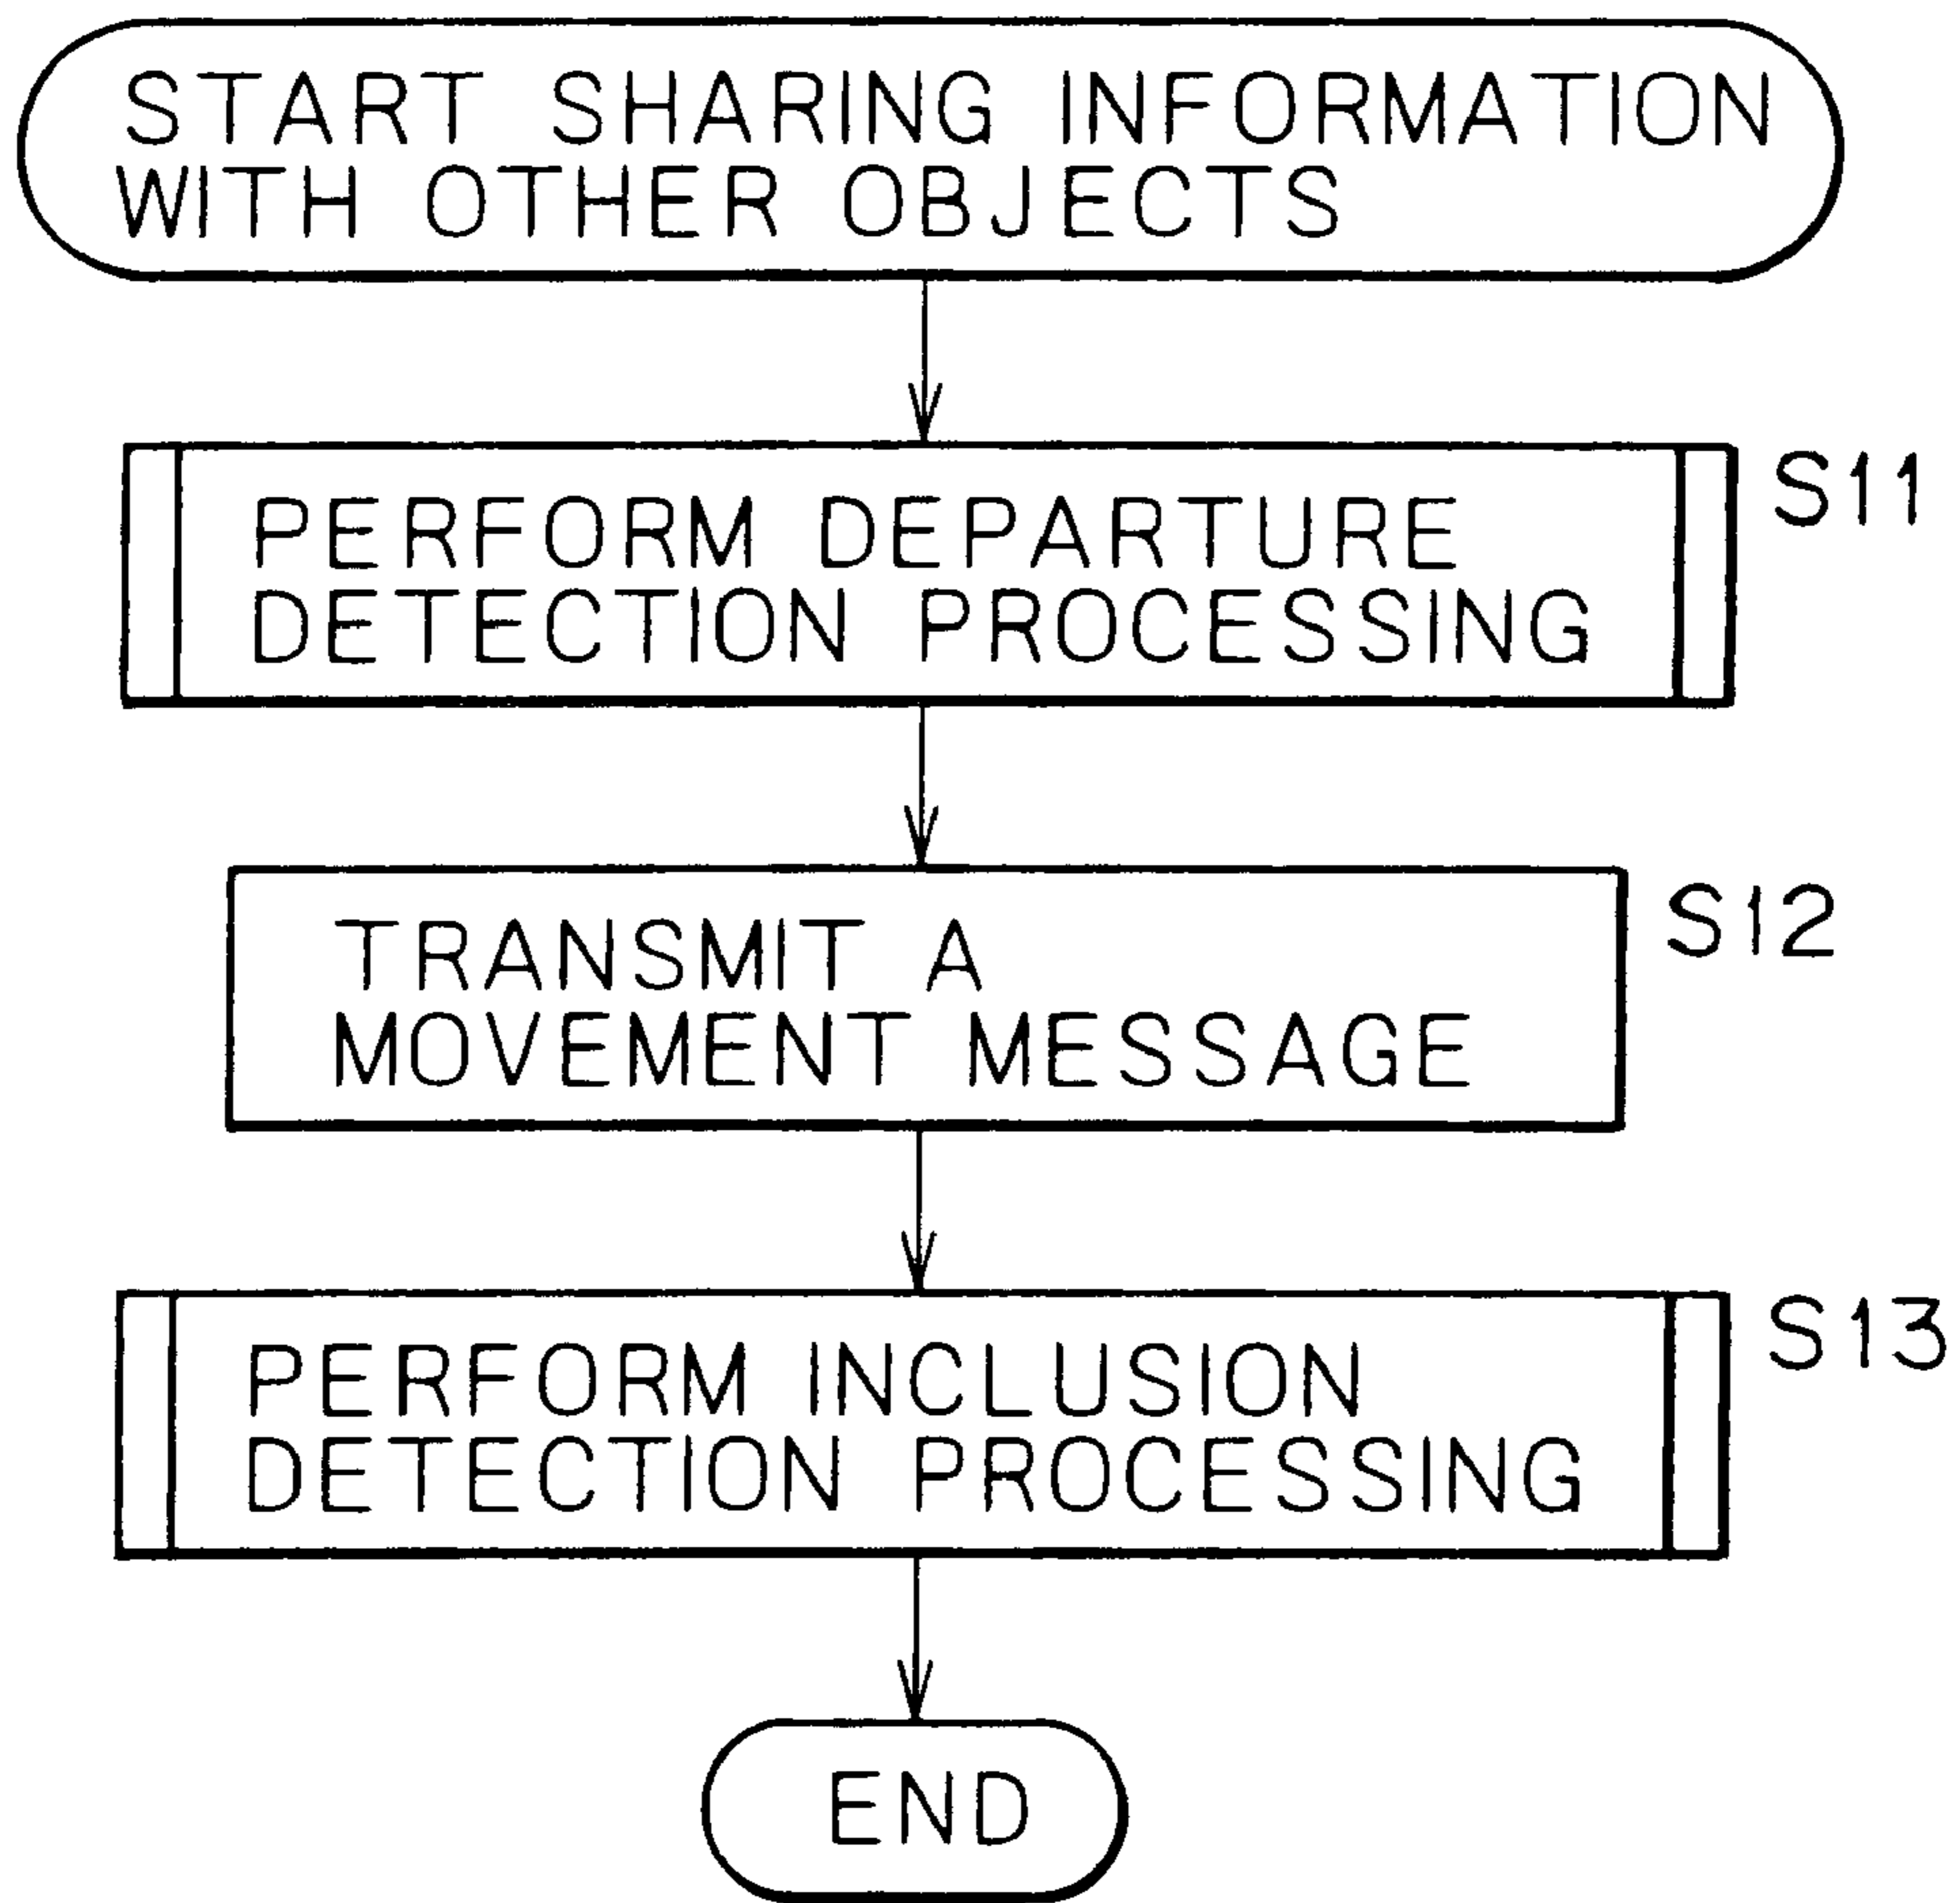 START SHARING INFORMATION
WITH OTHER OBJECTS
S11
PERFORM DEPARTURE
DETECTION PROCESSING
S12
TRANSMIT A
MOVEMENT MESSAGE
S13
PERFORM INCLUSION
DETECTION PROCESSING
END